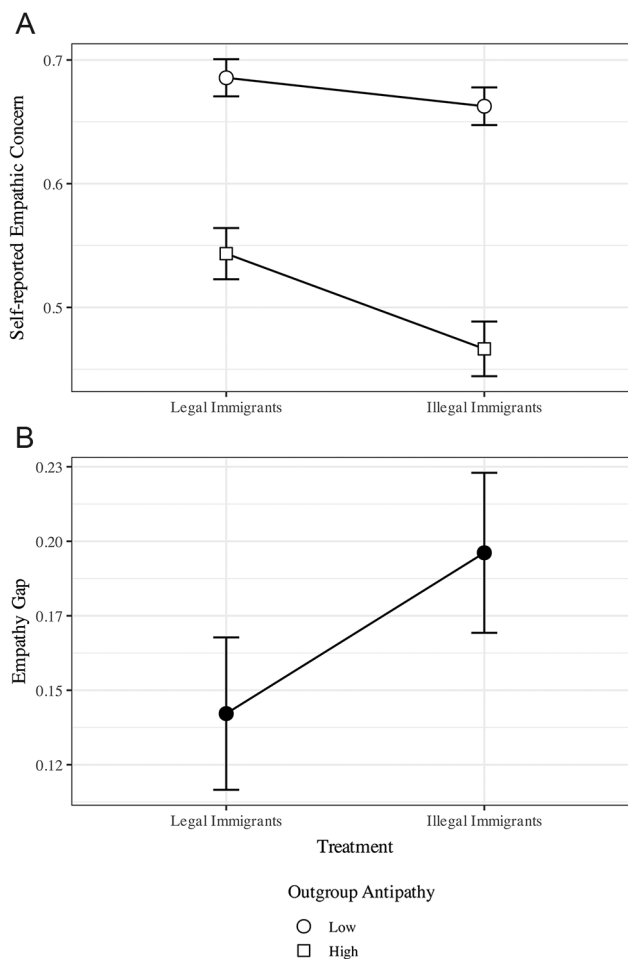 A
Self-reported Empathic Concern
0.7
0.6
0.5
Legal Immigrants
Illegal Immigrants
B
Empathy Gap
0.23
0.20
0.17
0.15
0.12
Legal Immigrants
Illegal Immigrants
Treatment
Outgroup Antipathy
Low
High